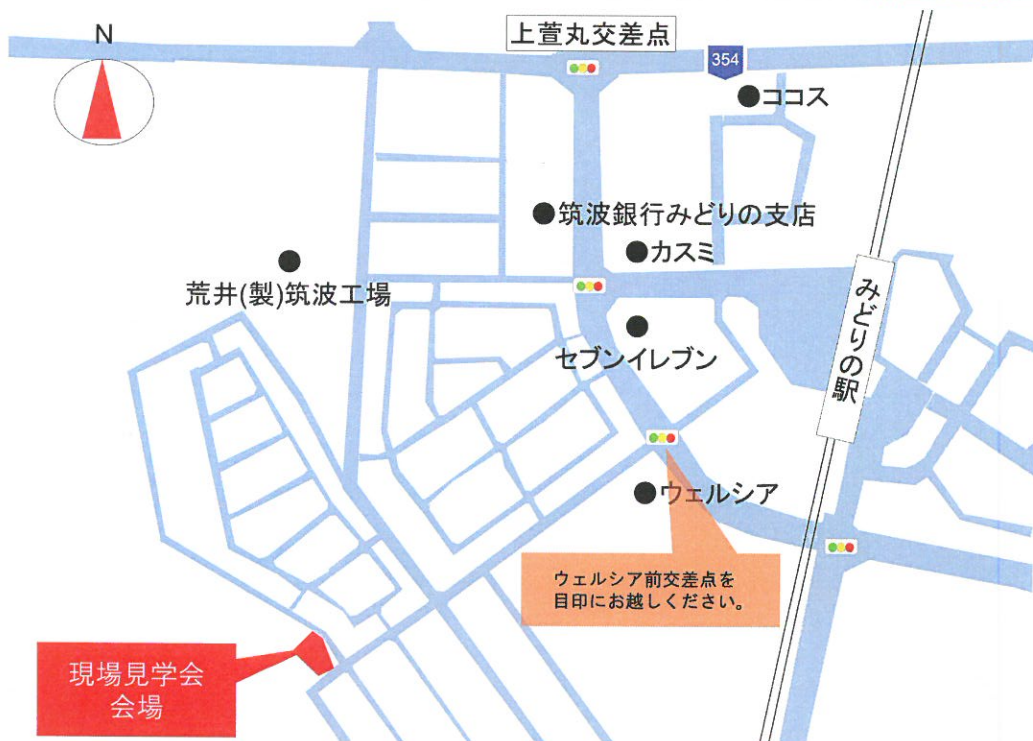 N
上萱丸交差点
354
ココス
筑波銀行みどりの支店
カスミ
荒井(製)筑波工場
みどりの駅
セブンイレブン
ウェルシア
ウェルシア前交差点を
目印にお越しください。
現場見学会
会場